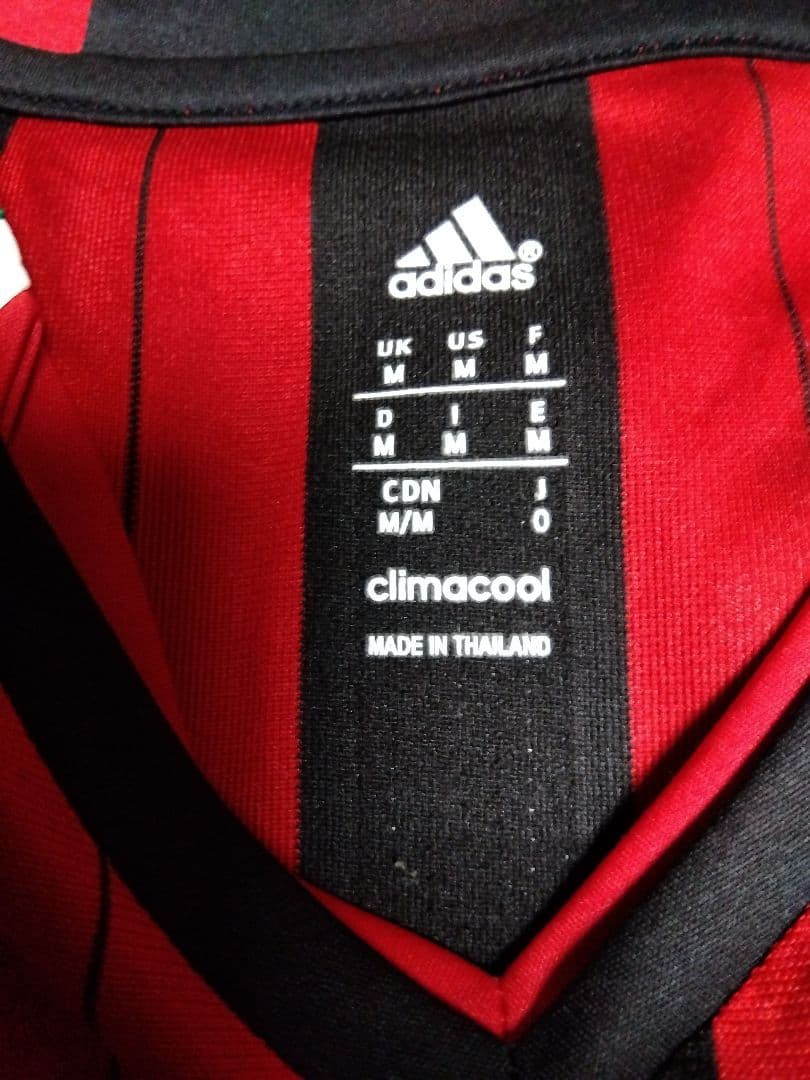 adidas®
UK US F
M M M
D I E
M M M
CDN J
M/M O
climacool
MADE IN THAILAND